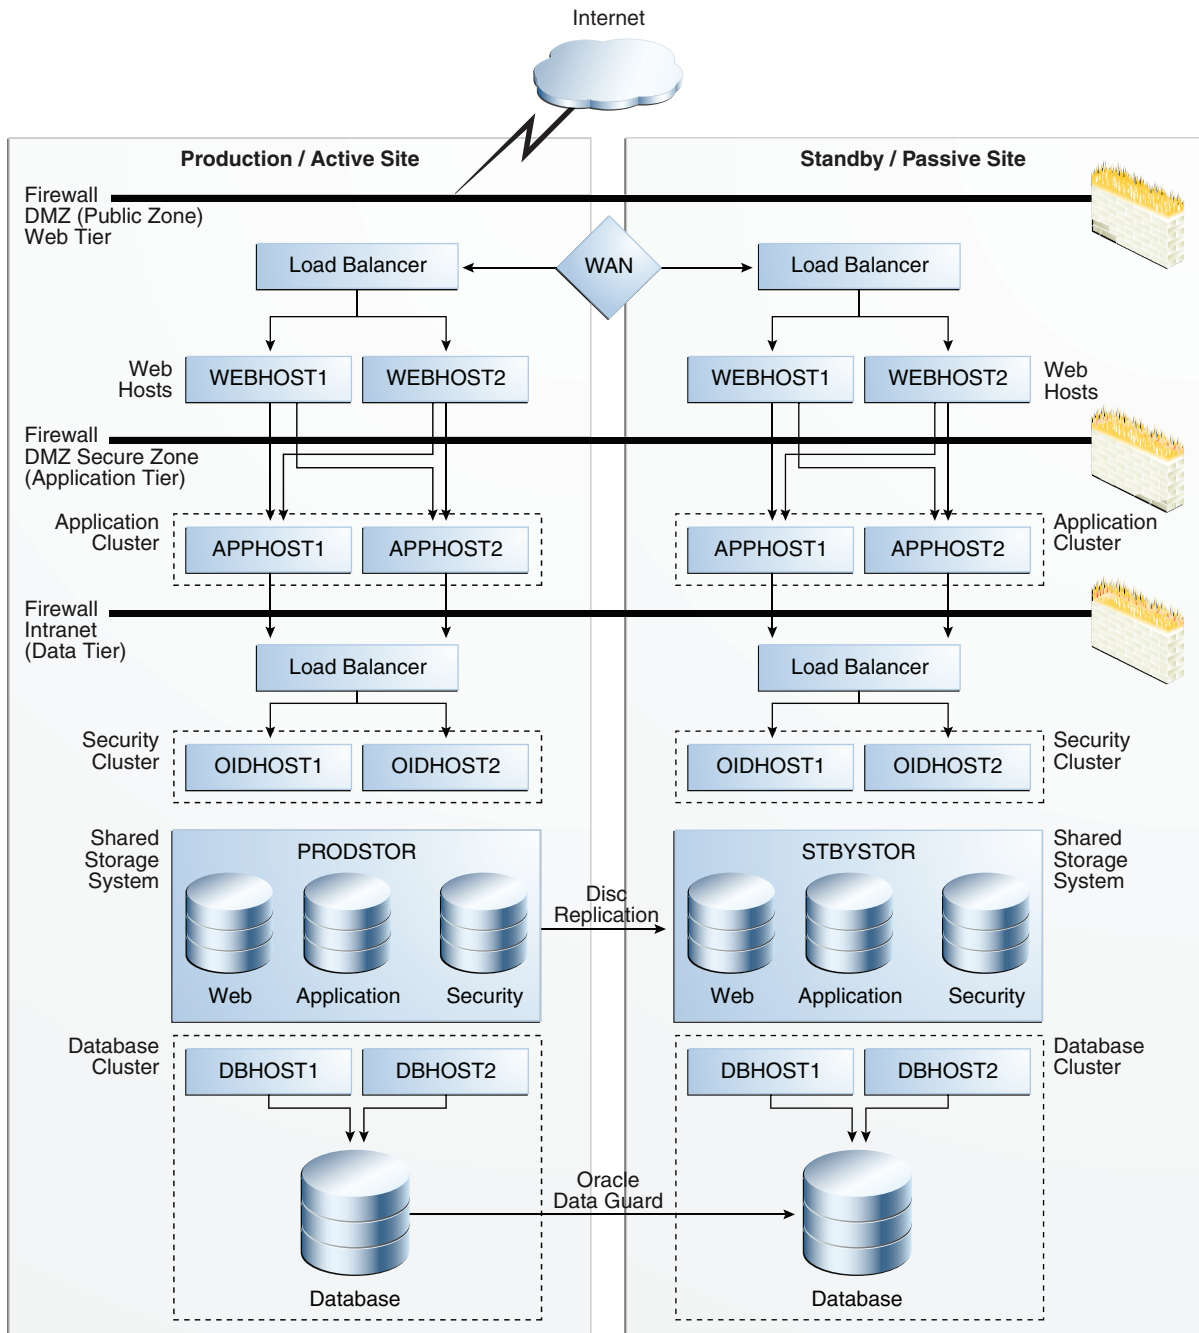 Internet
Production / Active Site
Standby / Passive Site
Firewall
DMZ (Public Zone)
Web Tier
Load Balancer
WAN
Load Balancer
Web
Hosts
WEBHOST1
WEBHOST2
WEBHOST1
WEBHOST2
Web
Hosts
Firewall
DMZ Secure Zone
(Application Tier)
Application
Cluster
APPHOST1
APPHOST2
APPHOST1
APPHOST2
Application
Cluster
Firewall
Intranet
(Data Tier)
Load Balancer
Load Balancer
Security
Cluster
OIDHOST1
OIDHOST2
OIDHOST1
OIDHOST2
Security
Cluster
Shared
Storage
System
PRODSTOR
Web
Application
Security
Disc
Replication
STBYSTOR
Web
Application
Security
Shared
Storage
System
Database
Cluster
DBHOST1
DBHOST2
DBHOST1
DBHOST2
Database
Cluster
Oracle
Data Guard
Database
Database